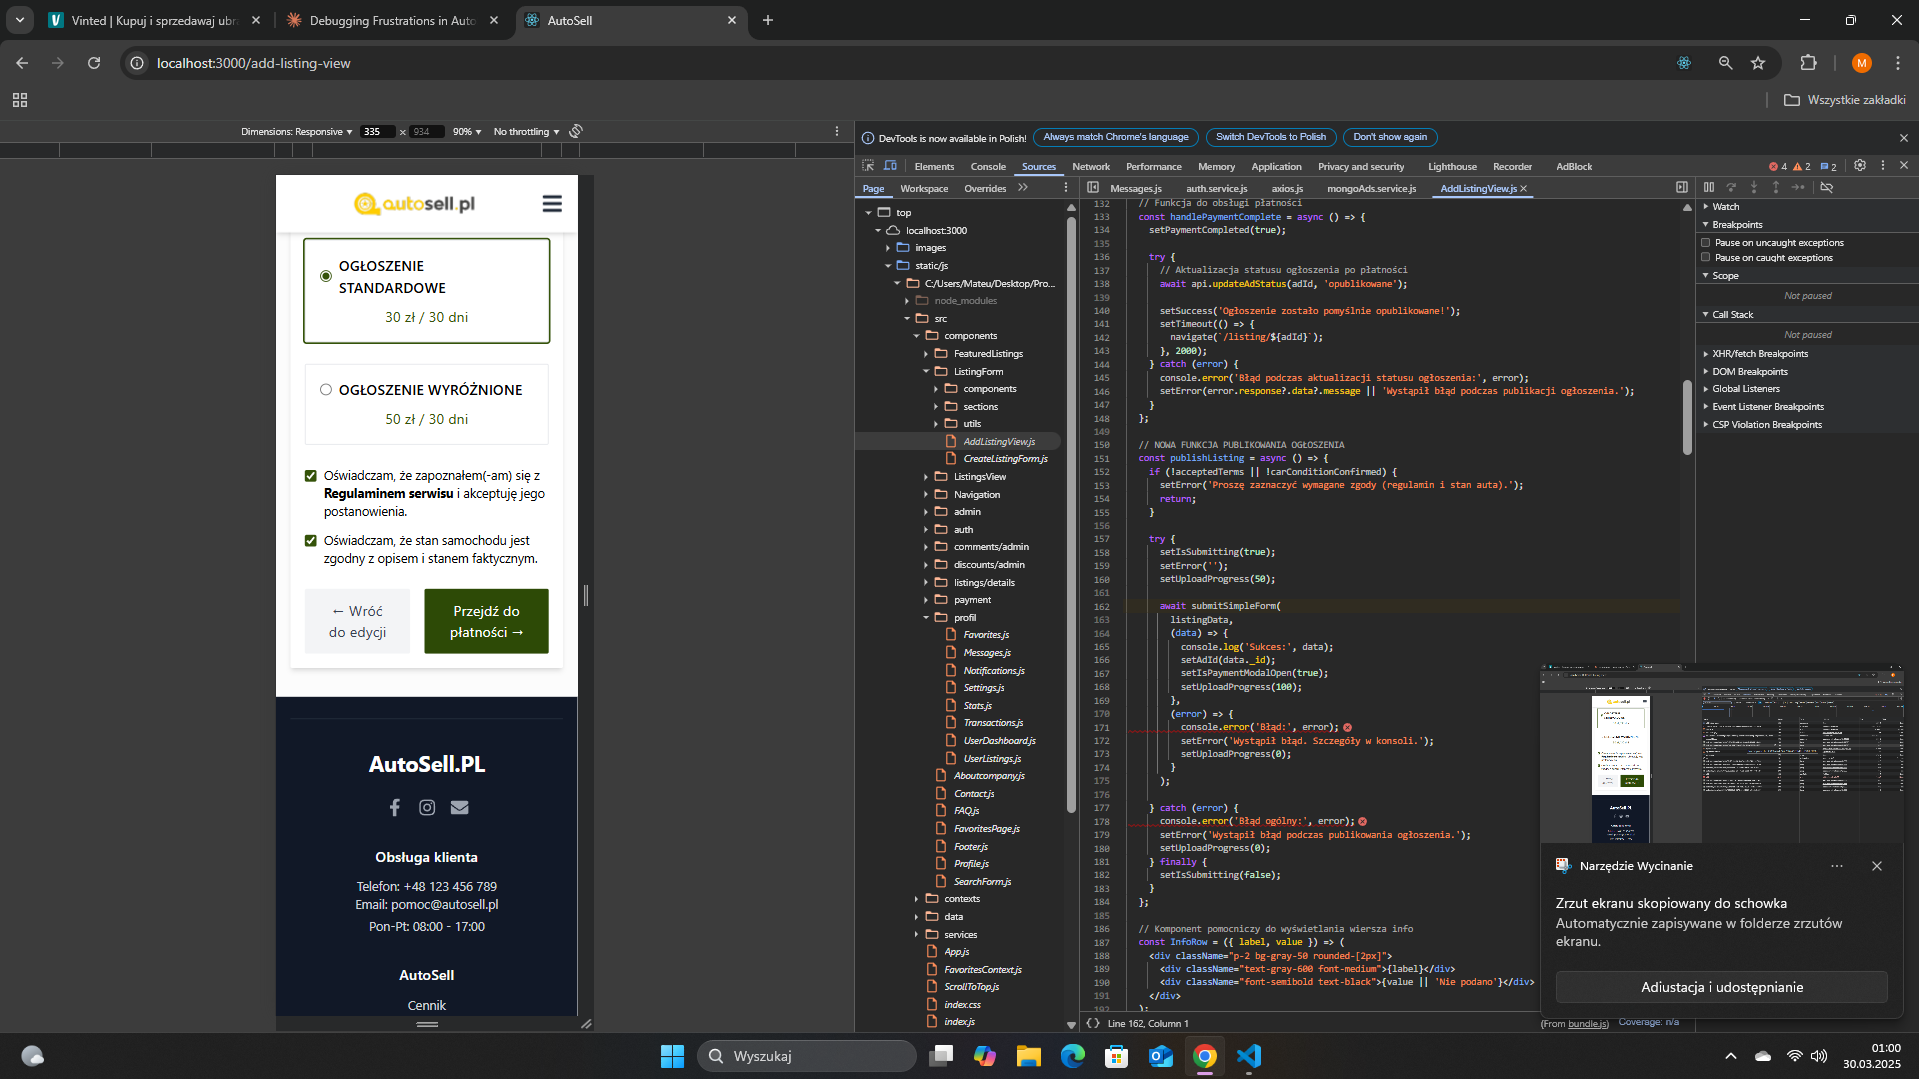 Vinted | Kupuj i sprzedawaj ubra
Debugging Frustrations in Auto
AutoSell
localhost:3000/add-listing-view
M
Wszystkie zakładki
Dimensions: Responsive
335 × 934
90%
No throttling
DevTools is now available in Polish!
Always match Chrome's language
Switch DevTools to Polish
Don't show again
Elements
Console
Sources
Network
Performance
Memory
Application
Privacy and security
Lighthouse
Recorder
AdBlock
4
2
2
Page
Workspace
Overrides
Messages.js
auth.service.js
axios.js
mongoAds.service.js
AddListingView.js
autosell.pl
OGŁOSZENIE
STANDARDOWE
30 zł / 30 dni
OGŁOSZENIE WYRÓŻNIONE
50 zł / 30 dni
Oświadczam, że zapoznałem(-am) się z
Regulaminem serwisu i akceptuję jego
postanowienia.
Oświadczam, że stan samochodu jest
zgodny z opisem i stanem faktycznym.
← Wróć
do edycji
Przejdź do
płatności →
AutoSell.PL
Obsługa klienta
Telefon: +48 123 456 789
Email: pomoc@autosell.pl
Pon-Pt: 08:00 - 17:00
AutoSell
Cennik
top
localhost:3000
images
static/js
C:/Users/Mateu/Desktop/Pro...
node_modules
src
components
FeaturedListings
ListingForm
components
sections
utils
AddListingView.js
CreateListingForm.js
ListingsView
Navigation
admin
auth
comments/admin
discounts/admin
listings/details
payment
profil
Favorites.js
Messages.js
Notifications.js
Settings.js
Stats.js
Transactions.js
UserDashboard.js
UserListings.js
Aboutcompany.js
Contact.js
FAQ.js
FavoritesPage.js
Footer.js
Profile.js
SearchForm.js
contexts
data
services
App.js
FavoritesContext.js
ScrollToTop.js
index.css
index.js
132 // Funkcja do obsługi płatności
133 const handlePaymentComplete = async () => {
134 setPaymentCompleted(true);
135
136 try {
137 // Aktualizacja statusu ogłoszenia po płatności
138 await api.updateAdStatus(adId, 'opublikowane');
139
140 setSuccess('Ogłoszenie zostało pomyślnie opublikowane!');
141 setTimeout(() => {
142 navigate(`/listing/${adId}`);
143 }, 2000);
144 } catch (error) {
145 console.error('Błąd podczas aktualizacji statusu ogłoszenia:', error);
146 setError(error.response?.data?.message || 'Wystąpił błąd podczas publikacji ogłoszenia.');
147 }
148 };
149
150 // NOWA FUNKCJA PUBLIKOWANIA OGŁOSZENIA
151 const publishListing = async () => {
152 if (!acceptedTerms || !carConditionConfirmed) {
153 setError('Proszę zaznaczyć wymagane zgody (regulamin i stan auta).');
154 return;
155 }
156
157 try {
158 setIsSubmitting(true);
159 setError('');
160 setUploadProgress(50);
161
162 await submitSimpleForm(
163 listingData,
164 (data) => {
165 console.log('Sukces:', data);
166 setAdId(data._id);
167 setIsPaymentModalOpen(true);
168 setUploadProgress(100);
169 },
170 (error) => {
171 console.error('Błąd:', error);
172 setError('Wystąpił błąd. Szczegóły w konsoli.');
173 setUploadProgress(0);
174 }
175 );
176
177 } catch (error) {
178 console.error('Błąd ogólny:', error);
179 setError('Wystąpił błąd podczas publikowania ogłoszenia.');
180 setUploadProgress(0);
181 } finally {
182 setIsSubmitting(false);
183 }
184 };
185
186 // Komponent pomocniczy do wyświetlania wiersza info
187 const InfoRow = ({ label, value }) => (
188 <div className="p-2 bg-gray-50 rounded-[2px]">
189 <div className="text-gray-600 font-medium">{label}</div>
190 <div className="font-semibold text-black">{value || 'Nie podano'}</div>
191 </div>
192 );
Line 162, Column 1
(From bundle.js)
Coverage: n/a
Watch
Breakpoints
Pause on uncaught exceptions
Pause on caught exceptions
Scope
Not paused
Call Stack
Not paused
XHR/fetch Breakpoints
DOM Breakpoints
Global Listeners
Event Listener Breakpoints
CSP Violation Breakpoints
AutoSell.PL
Narzędzie Wycinanie
Zrzut ekranu skopiowany do schowka
Automatycznie zapisywane w folderze zrzutów
ekranu.
Adiustacja i udostępnianie
Wyszukaj
01:00
30.03.2025